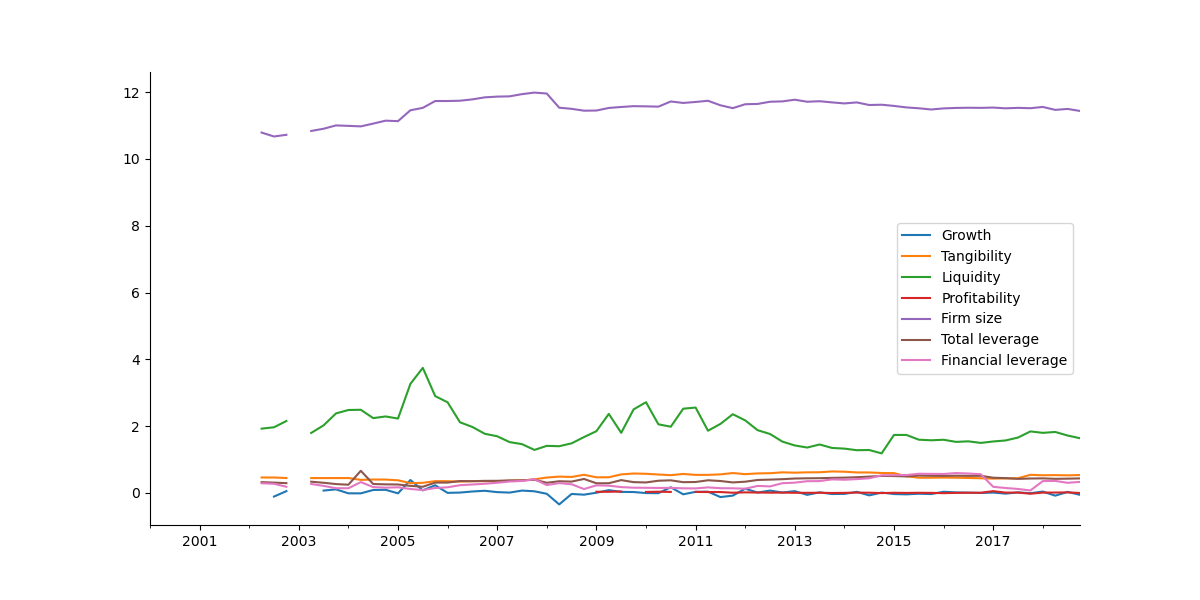 12
10
8
6
4
2
0
2001 2003 2005 2007 2009 2011 2013 2015 2017
Growth
Tangibility
Liquidity
Profitability
Firm size
Total leverage
Financial leverage